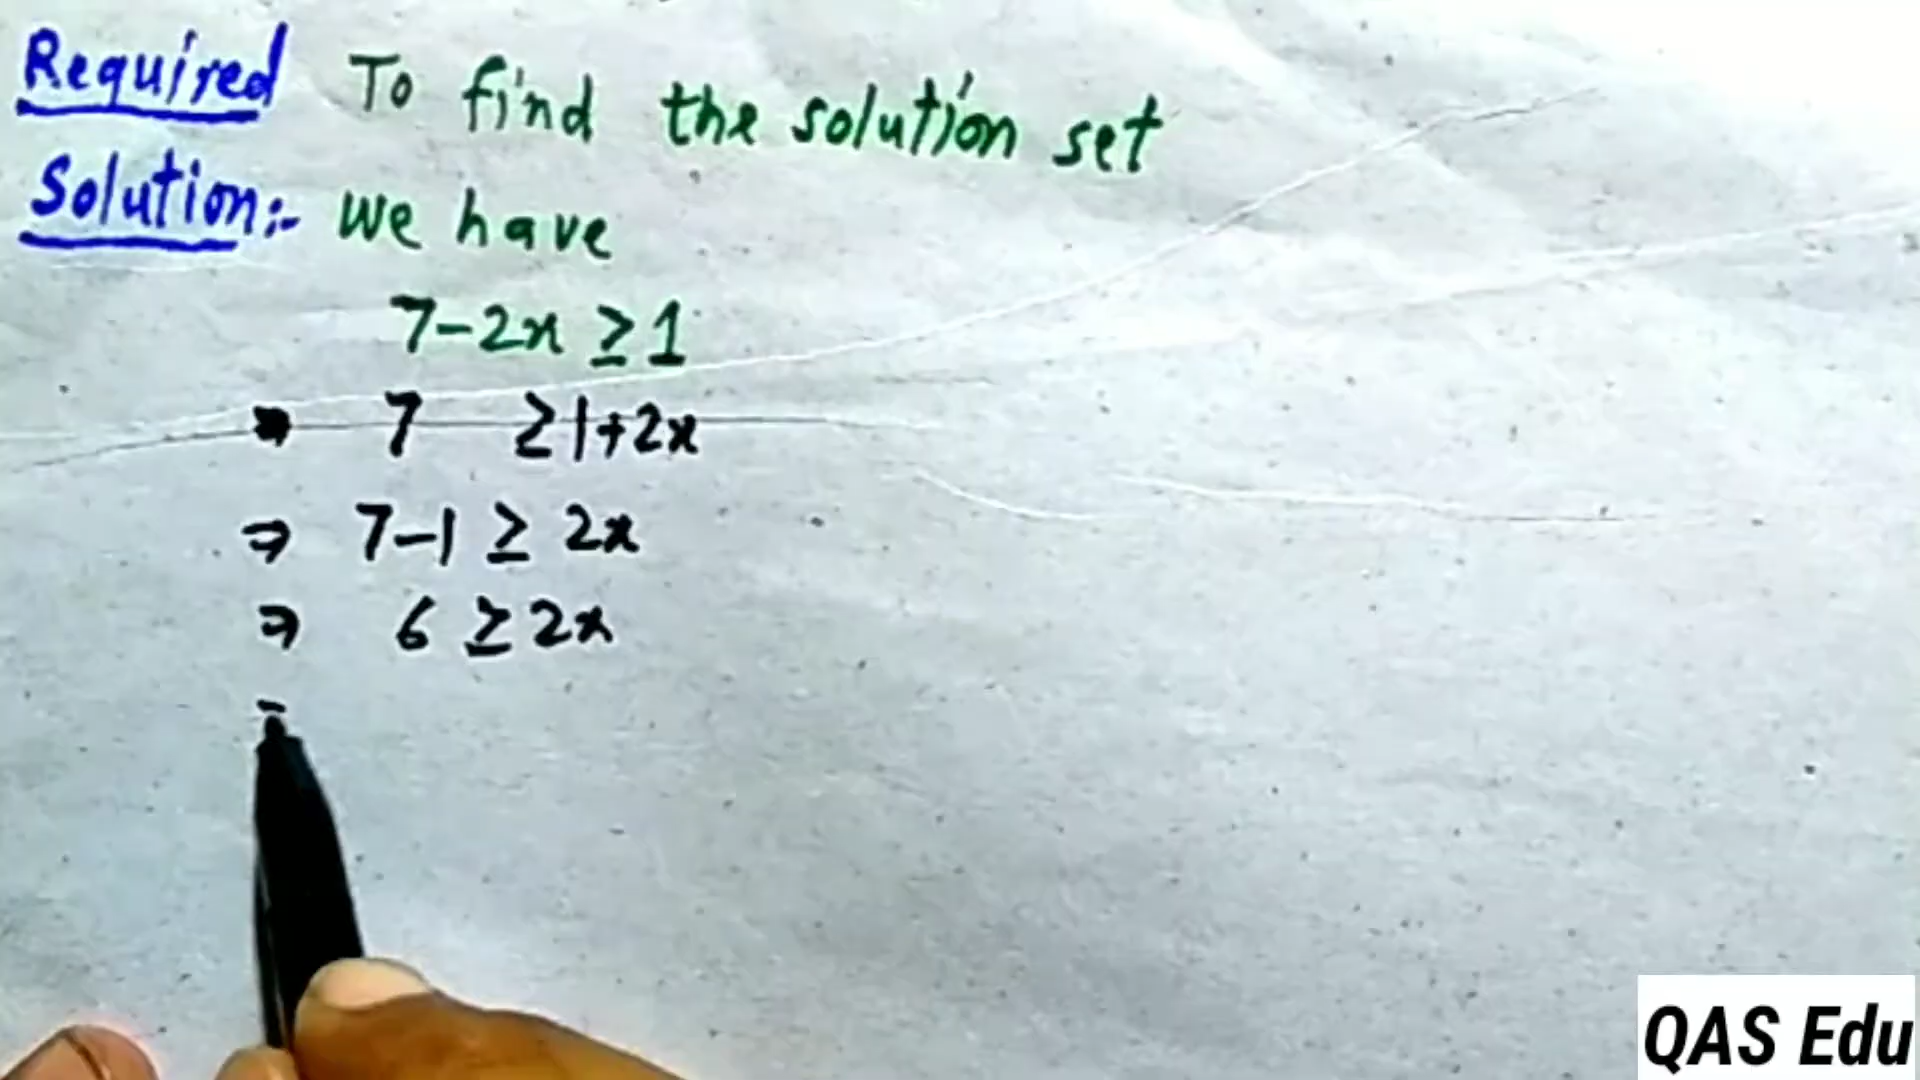 Required To find the solution set
Solution:- We have
7-2x ≥ 1
⇒ 7 ≥ 1+2x
⇒ 7-1 ≥ 2x
⇒ 6 ≥ 2x
QAS Edu